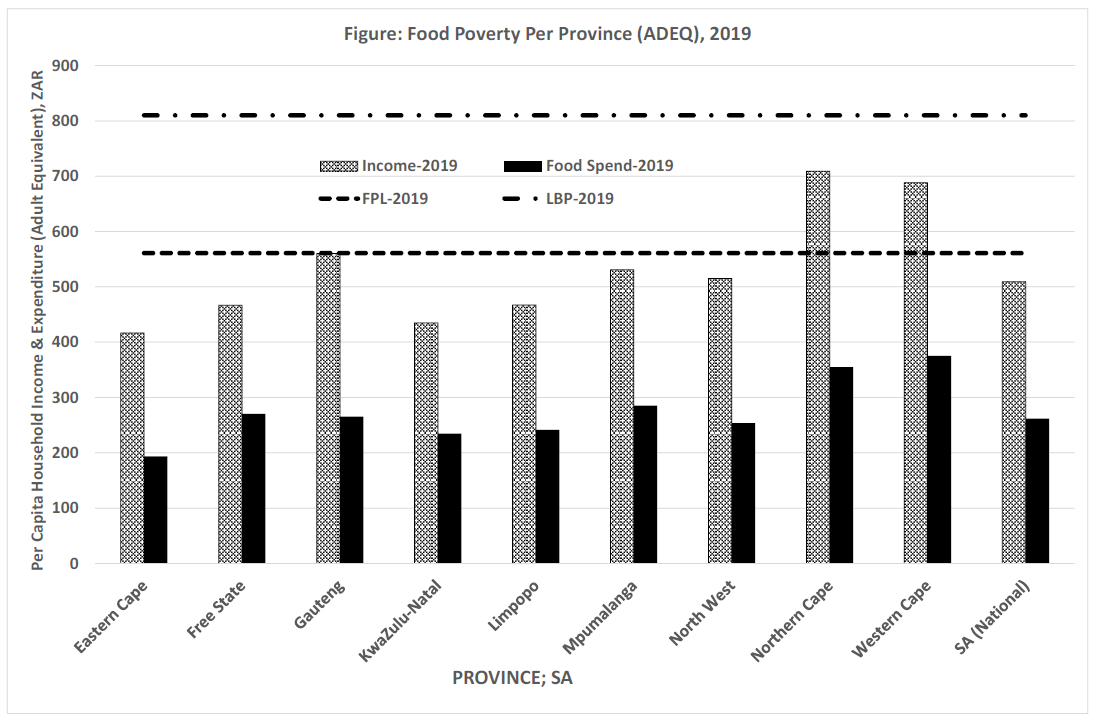 Figure: Food Poverty Per Province (ADEQ), 2019
Per Capita Household Income & Expenditure (Adult Equivalent), ZAR
900
800
700
600
500
400
300
200
100
0
Income-2019
Food Spend-2019
FPL-2019
LBP-2019
Eastern Cape
Free State
Gauteng
KwaZulu-Natal
Limpopo
Mpumalanga
North West
Northern Cape
Western Cape
SA (National)
PROVINCE; SA